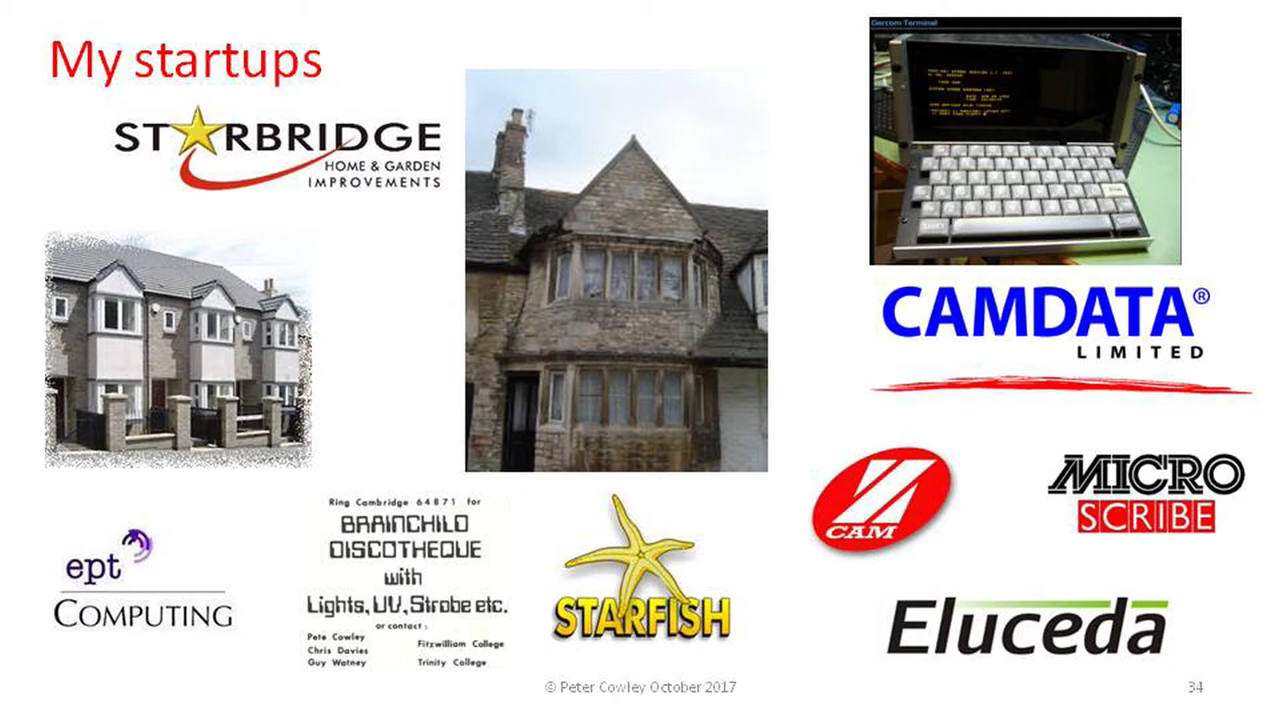 My startups
STARBRIDGE
HOME & GARDEN
IMPROVEMENTS
Gercom Terminal
CAMDATA®
LIMITED
CAM
MICRO
SCRIBE
ept
COMPUTING
Ring Cambridge 64871 for
BRAINCHILD
DISCOTHEQUE
with
Lights, UV, Strobe etc.
or contact :
Pete Cowley
Chris Davies
Guy Watney
Fitzwilliam College
Trinity College
STARFISH
Eluceda
© Peter Cowley October 2017
34